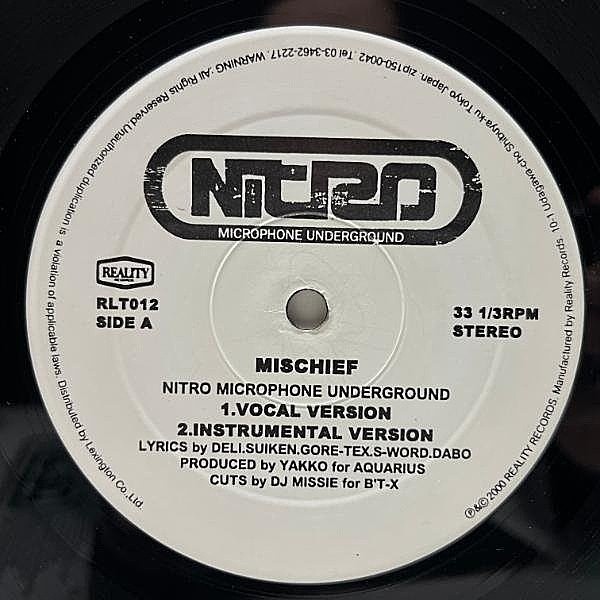 NITRO
MICROPHONE UNDERGROUND
REALITY
RLT012
SIDE A
33 1/3RPM
STEREO
MISCHIEF
NITRO MICROPHONE UNDERGROUND
1.VOCAL VERSION
2.INSTRUMENTAL VERSION
LYRICS by DELI.SUIKEN.GORE-TEX.S-WORD.DABO
PRODUCED by YAKKO for AQUARIUS
CUTS by DJ MISSIE for B'T-X
℗&© 2000 REALITY RECORDS. Manufactured by Reality Records. 10-1 Udagawa-cho Shibuya-ku Tokyo Japan, zip150-0042. Tel 03-3462-2217. WARNING: All Rights Reserved Unauthorized duplication is a violation of applicable laws. Distributed by Lexington Co.,Ltd.